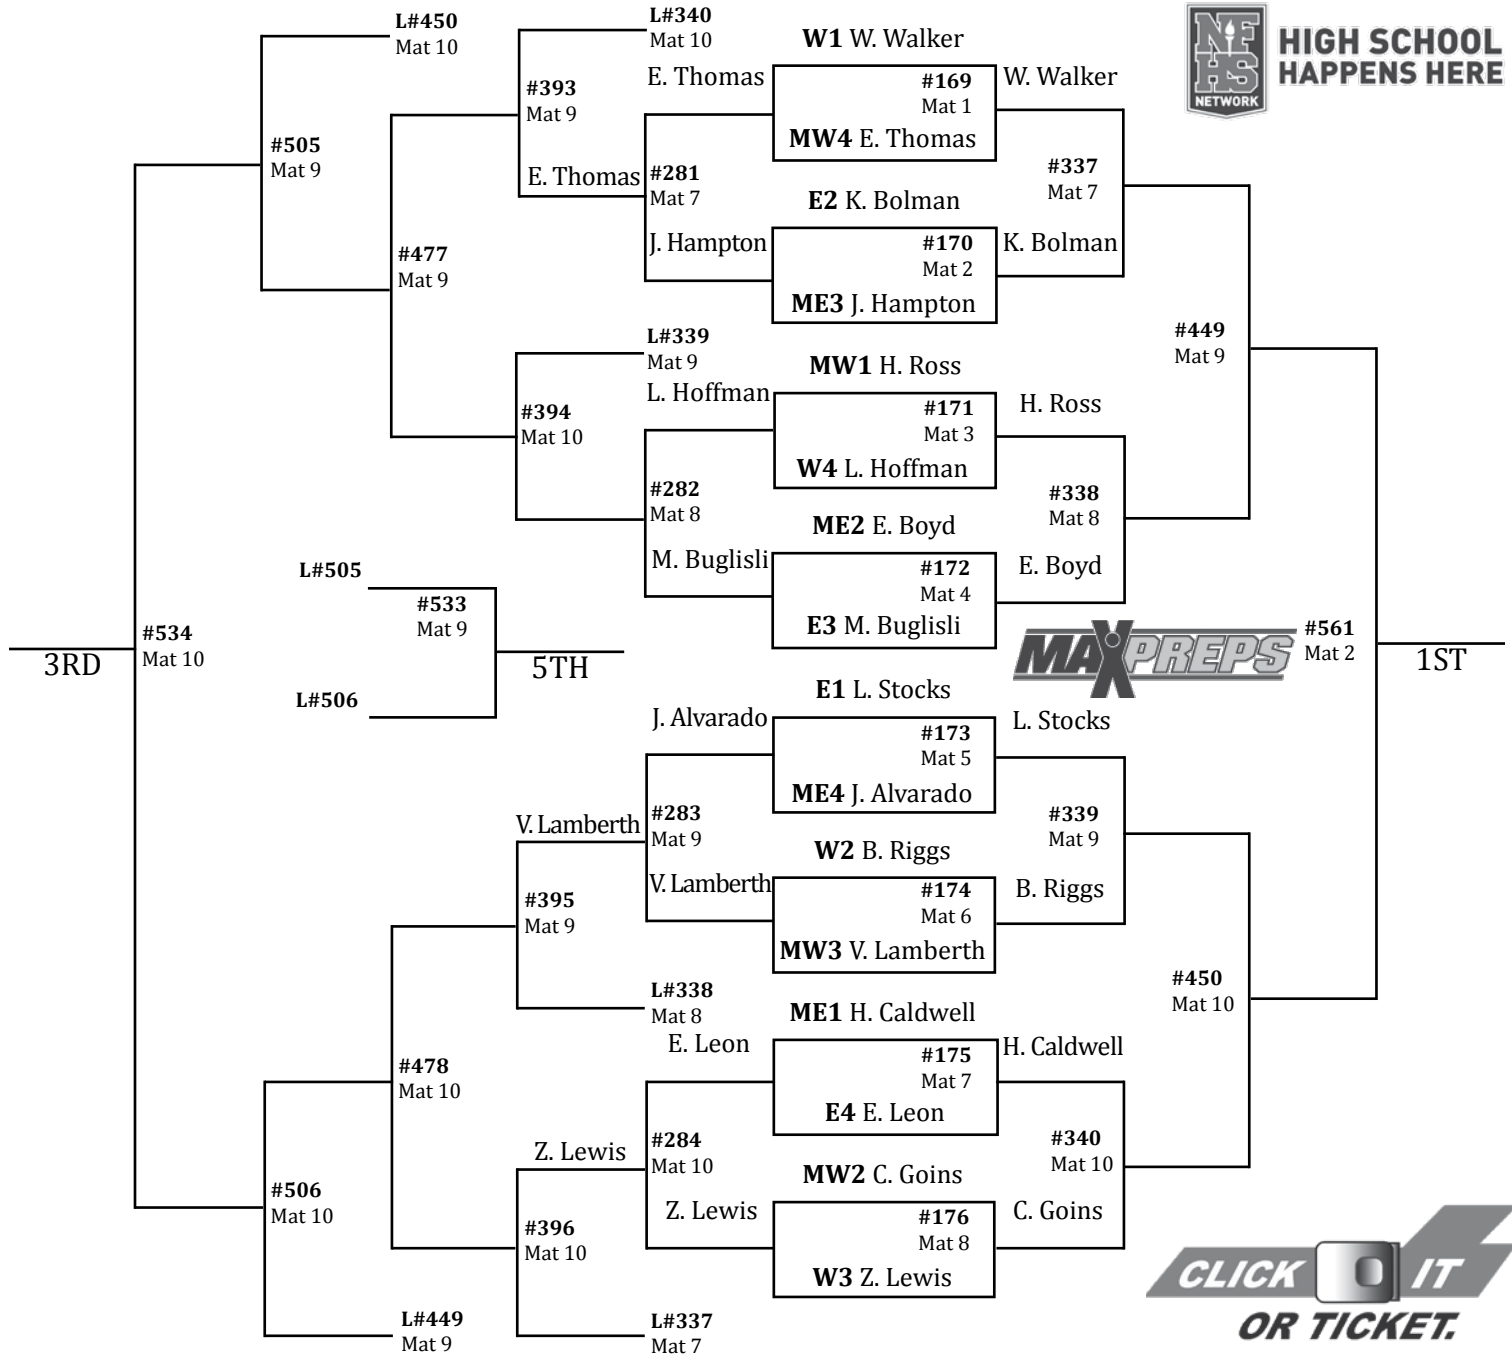 L#450
Mat 10
L#340
Mat 10
W1 W. Walker
NFHS
NETWORK
HIGH SCHOOL
HAPPENS HERE
E. Thomas
#169
Mat 1
W. Walker
#393
Mat 9
MW4 E. Thomas
#505
Mat 9
E. Thomas
#281
Mat 7
#337
Mat 7
E2 K. Bolman
J. Hampton
#170
Mat 2
K. Bolman
#477
Mat 9
ME3 J. Hampton
L#339
Mat 9
#449
Mat 9
MW1 H. Ross
L. Hoffman
#171
Mat 3
H. Ross
#394
Mat 10
W4 L. Hoffman
#282
Mat 8
#338
Mat 8
ME2 E. Boyd
M. Buglisli
#172
Mat 4
E. Boyd
L#505
#533
Mat 9
E3 M. Buglisli
#534
Mat 10
MAXPREPS
#561
Mat 2
3RD
5TH
1ST
L#506
E1 L. Stocks
J. Alvarado
#173
Mat 5
L. Stocks
ME4 J. Alvarado
V. Lamberth
#283
Mat 9
#339
Mat 9
W2 B. Riggs
V. Lamberth
#174
Mat 6
B. Riggs
#395
Mat 9
MW3 V. Lamberth
L#338
Mat 8
#450
Mat 10
ME1 H. Caldwell
E. Leon
#175
Mat 7
H. Caldwell
#478
Mat 10
E4 E. Leon
Z. Lewis
#284
Mat 10
#340
Mat 10
MW2 C. Goins
#506
Mat 10
Z. Lewis
#176
Mat 8
C. Goins
#396
Mat 10
W3 Z. Lewis
CLICK IT
OR TICKET.
L#449
Mat 9
L#337
Mat 7